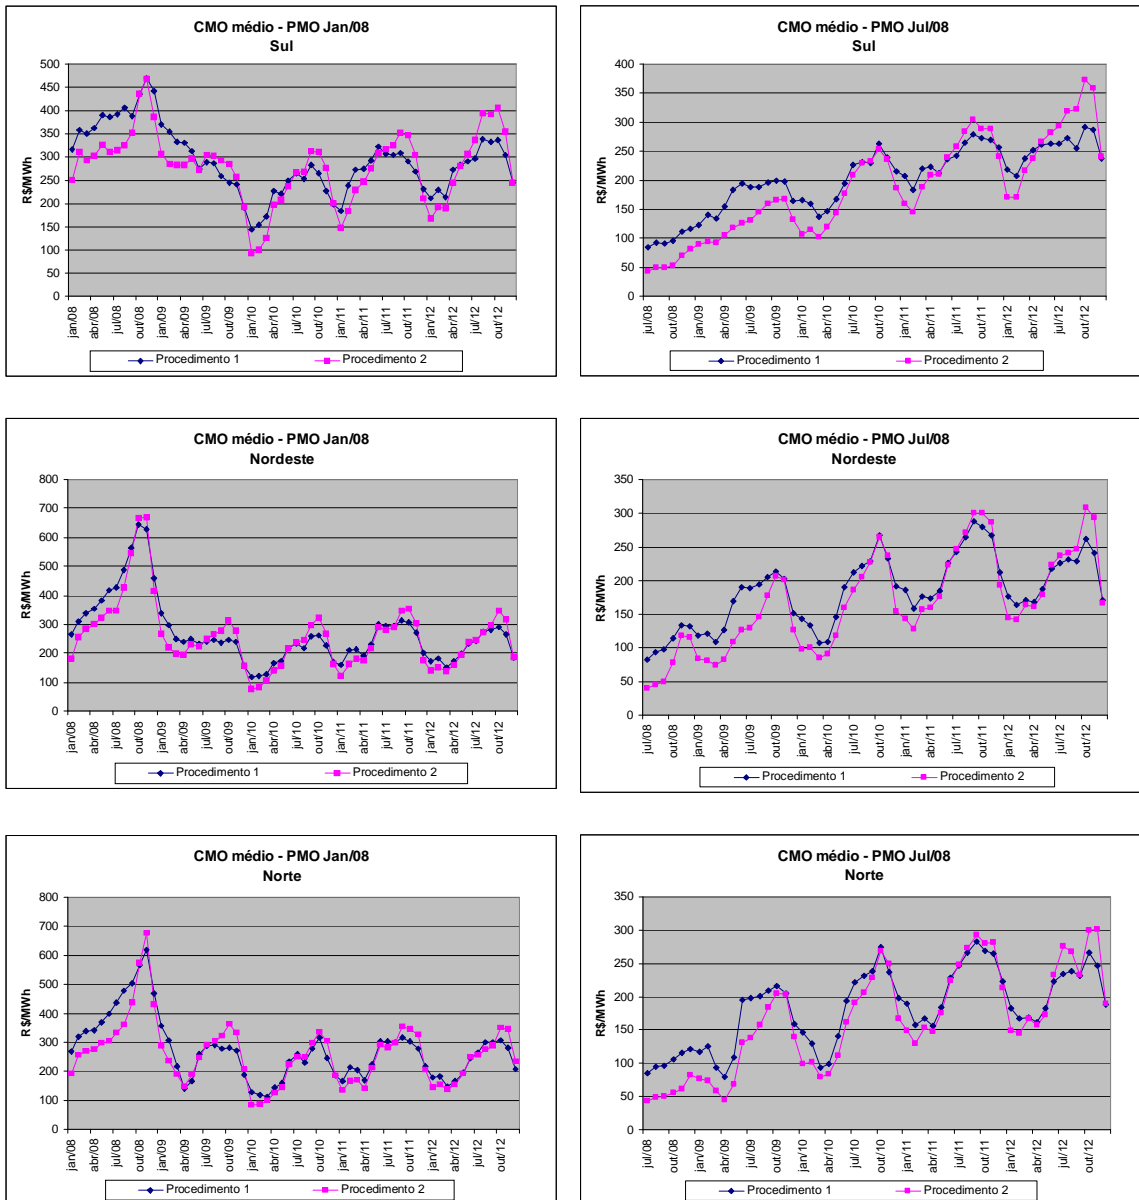 CMO médio - PMO Jan/08
Sul
R$/MWh
500
450
400
350
300
250
200
150
100
50
0
jan/08 abr/08 jul/08 out/08 jan/09 abr/09 jul/09 out/09 jan/10 abr/10 jul/10 out/10 jan/11 abr/11 jul/11 out/11 jan/12 abr/12 jul/12 out/12
Procedimento 1 Procedimento 2
CMO médio - PMO Jul/08
Sul
R$/MWh
400
350
300
250
200
150
100
50
0
jul/08 out/08 jan/09 abr/09 jul/09 out/09 jan/10 abr/10 jul/10 out/10 jan/11 abr/11 jul/11 out/11 jan/12 abr/12 jul/12 out/12
Procedimento 1 Procedimento 2
CMO médio - PMO Jan/08
Nordeste
R$/MWh
800
700
600
500
400
300
200
100
0
jan/08 abr/08 jul/08 out/08 jan/09 abr/09 jul/09 out/09 jan/10 abr/10 jul/10 out/10 jan/11 abr/11 jul/11 out/11 jan/12 abr/12 jul/12 out/12
Procedimento 1 Procedimento 2
CMO médio - PMO Jul/08
Nordeste
R$/MWh
350
300
250
200
150
100
50
0
jul/08 out/08 jan/09 abr/09 jul/09 out/09 jan/10 abr/10 jul/10 out/10 jan/11 abr/11 jul/11 out/11 jan/12 abr/12 jul/12 out/12
Procedimento 1 Procedimento 2
CMO médio - PMO Jan/08
Norte
R$/MWh
800
700
600
500
400
300
200
100
0
jan/08 abr/08 jul/08 out/08 jan/09 abr/09 jul/09 out/09 jan/10 abr/10 jul/10 out/10 jan/11 abr/11 jul/11 out/11 jan/12 abr/12 jul/12 out/12
Procedimento 1 Procedimento 2
CMO médio - PMO Jul/08
Norte
R$/MWh
350
300
250
200
150
100
50
0
jul/08 out/08 jan/09 abr/09 jul/09 out/09 jan/10 abr/10 jul/10 out/10 jan/11 abr/11 jul/11 out/11 jan/12 abr/12 jul/12 out/12
Procedimento 1 Procedimento 2